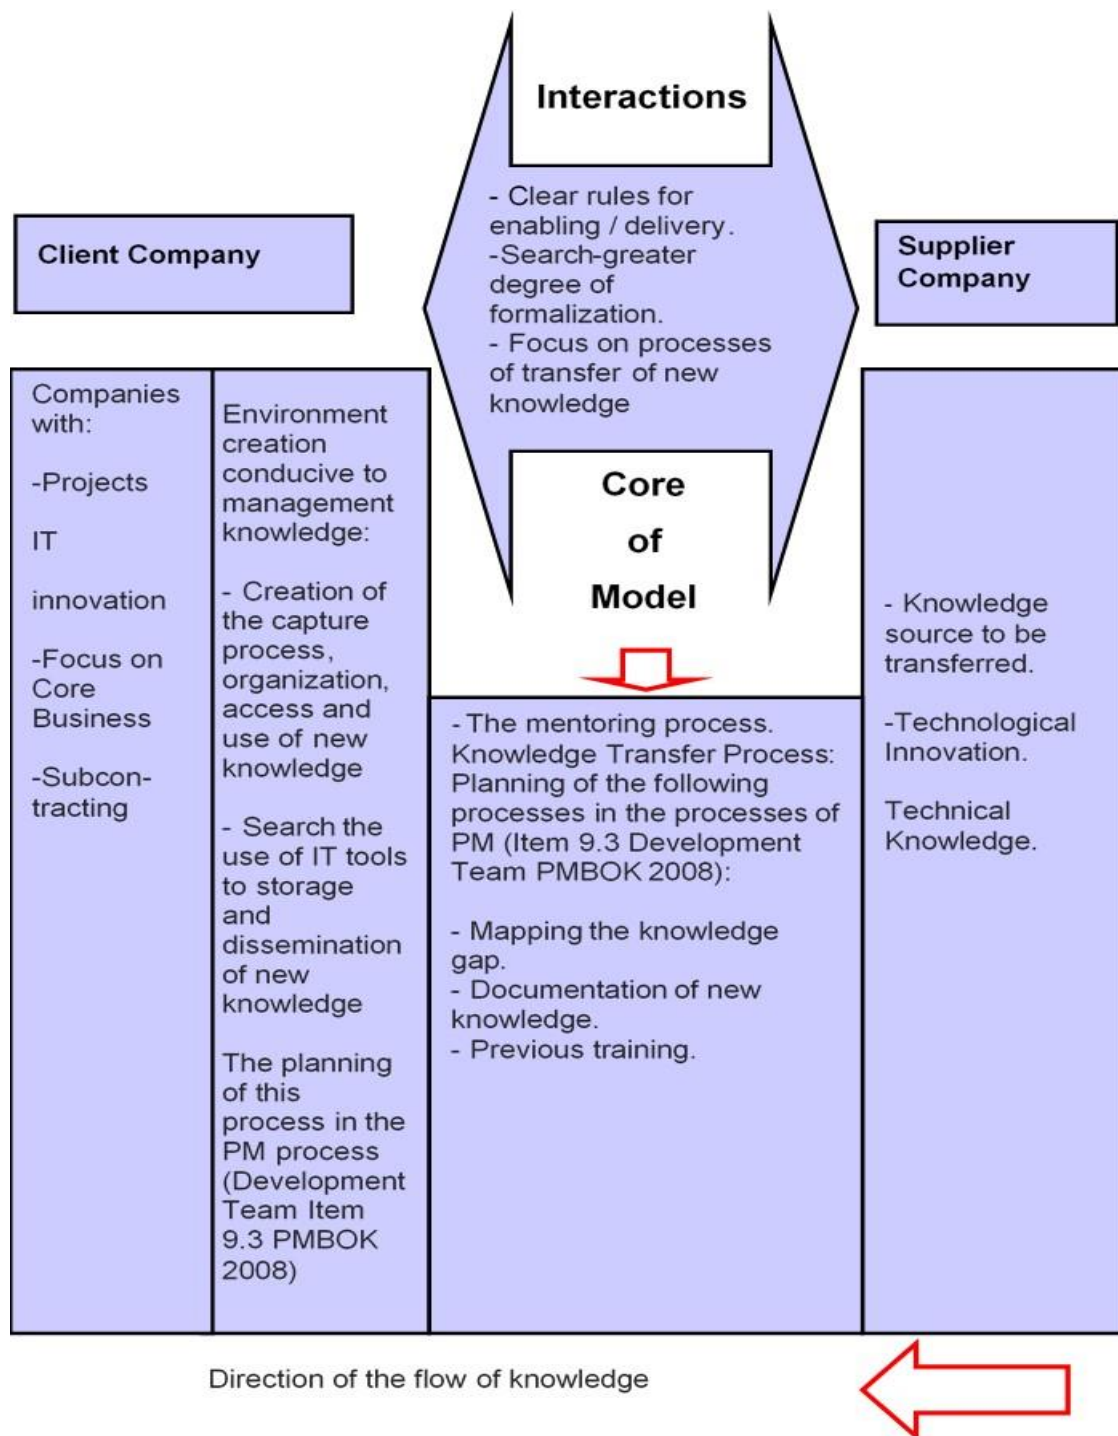 Interactions
- Clear rules for
enabling / delivery.
-Search-greater
degree of
formalization.
- Focus on processes
of transfer of new
knowledge
Client Company
Supplier
Company
Companies
with:
-Projects
IT
innovation
-Focus on
Core
Business
-Subcon-
tracting
Environment
creation
conducive to
management
knowledge:
- Creation of
the capture
process,
organization,
access and
use of new
knowledge
- Search the
use of IT tools
to storage
and
dissemination
of new
knowledge
The planning
of this
process in the
PM process
(Development
Team Item
9.3 PMBOK
2008)
Core
of
Model
- The mentoring process.
Knowledge Transfer Process:
Planning of the following
processes in the processes of
PM (Item 9.3 Development
Team PMBOK 2008):
- Mapping the knowledge
gap.
- Documentation of new
knowledge.
- Previous training.
- Knowledge
source to be
transferred.
-Technological
Innovation.
Technical
Knowledge.
Direction of the flow of knowledge